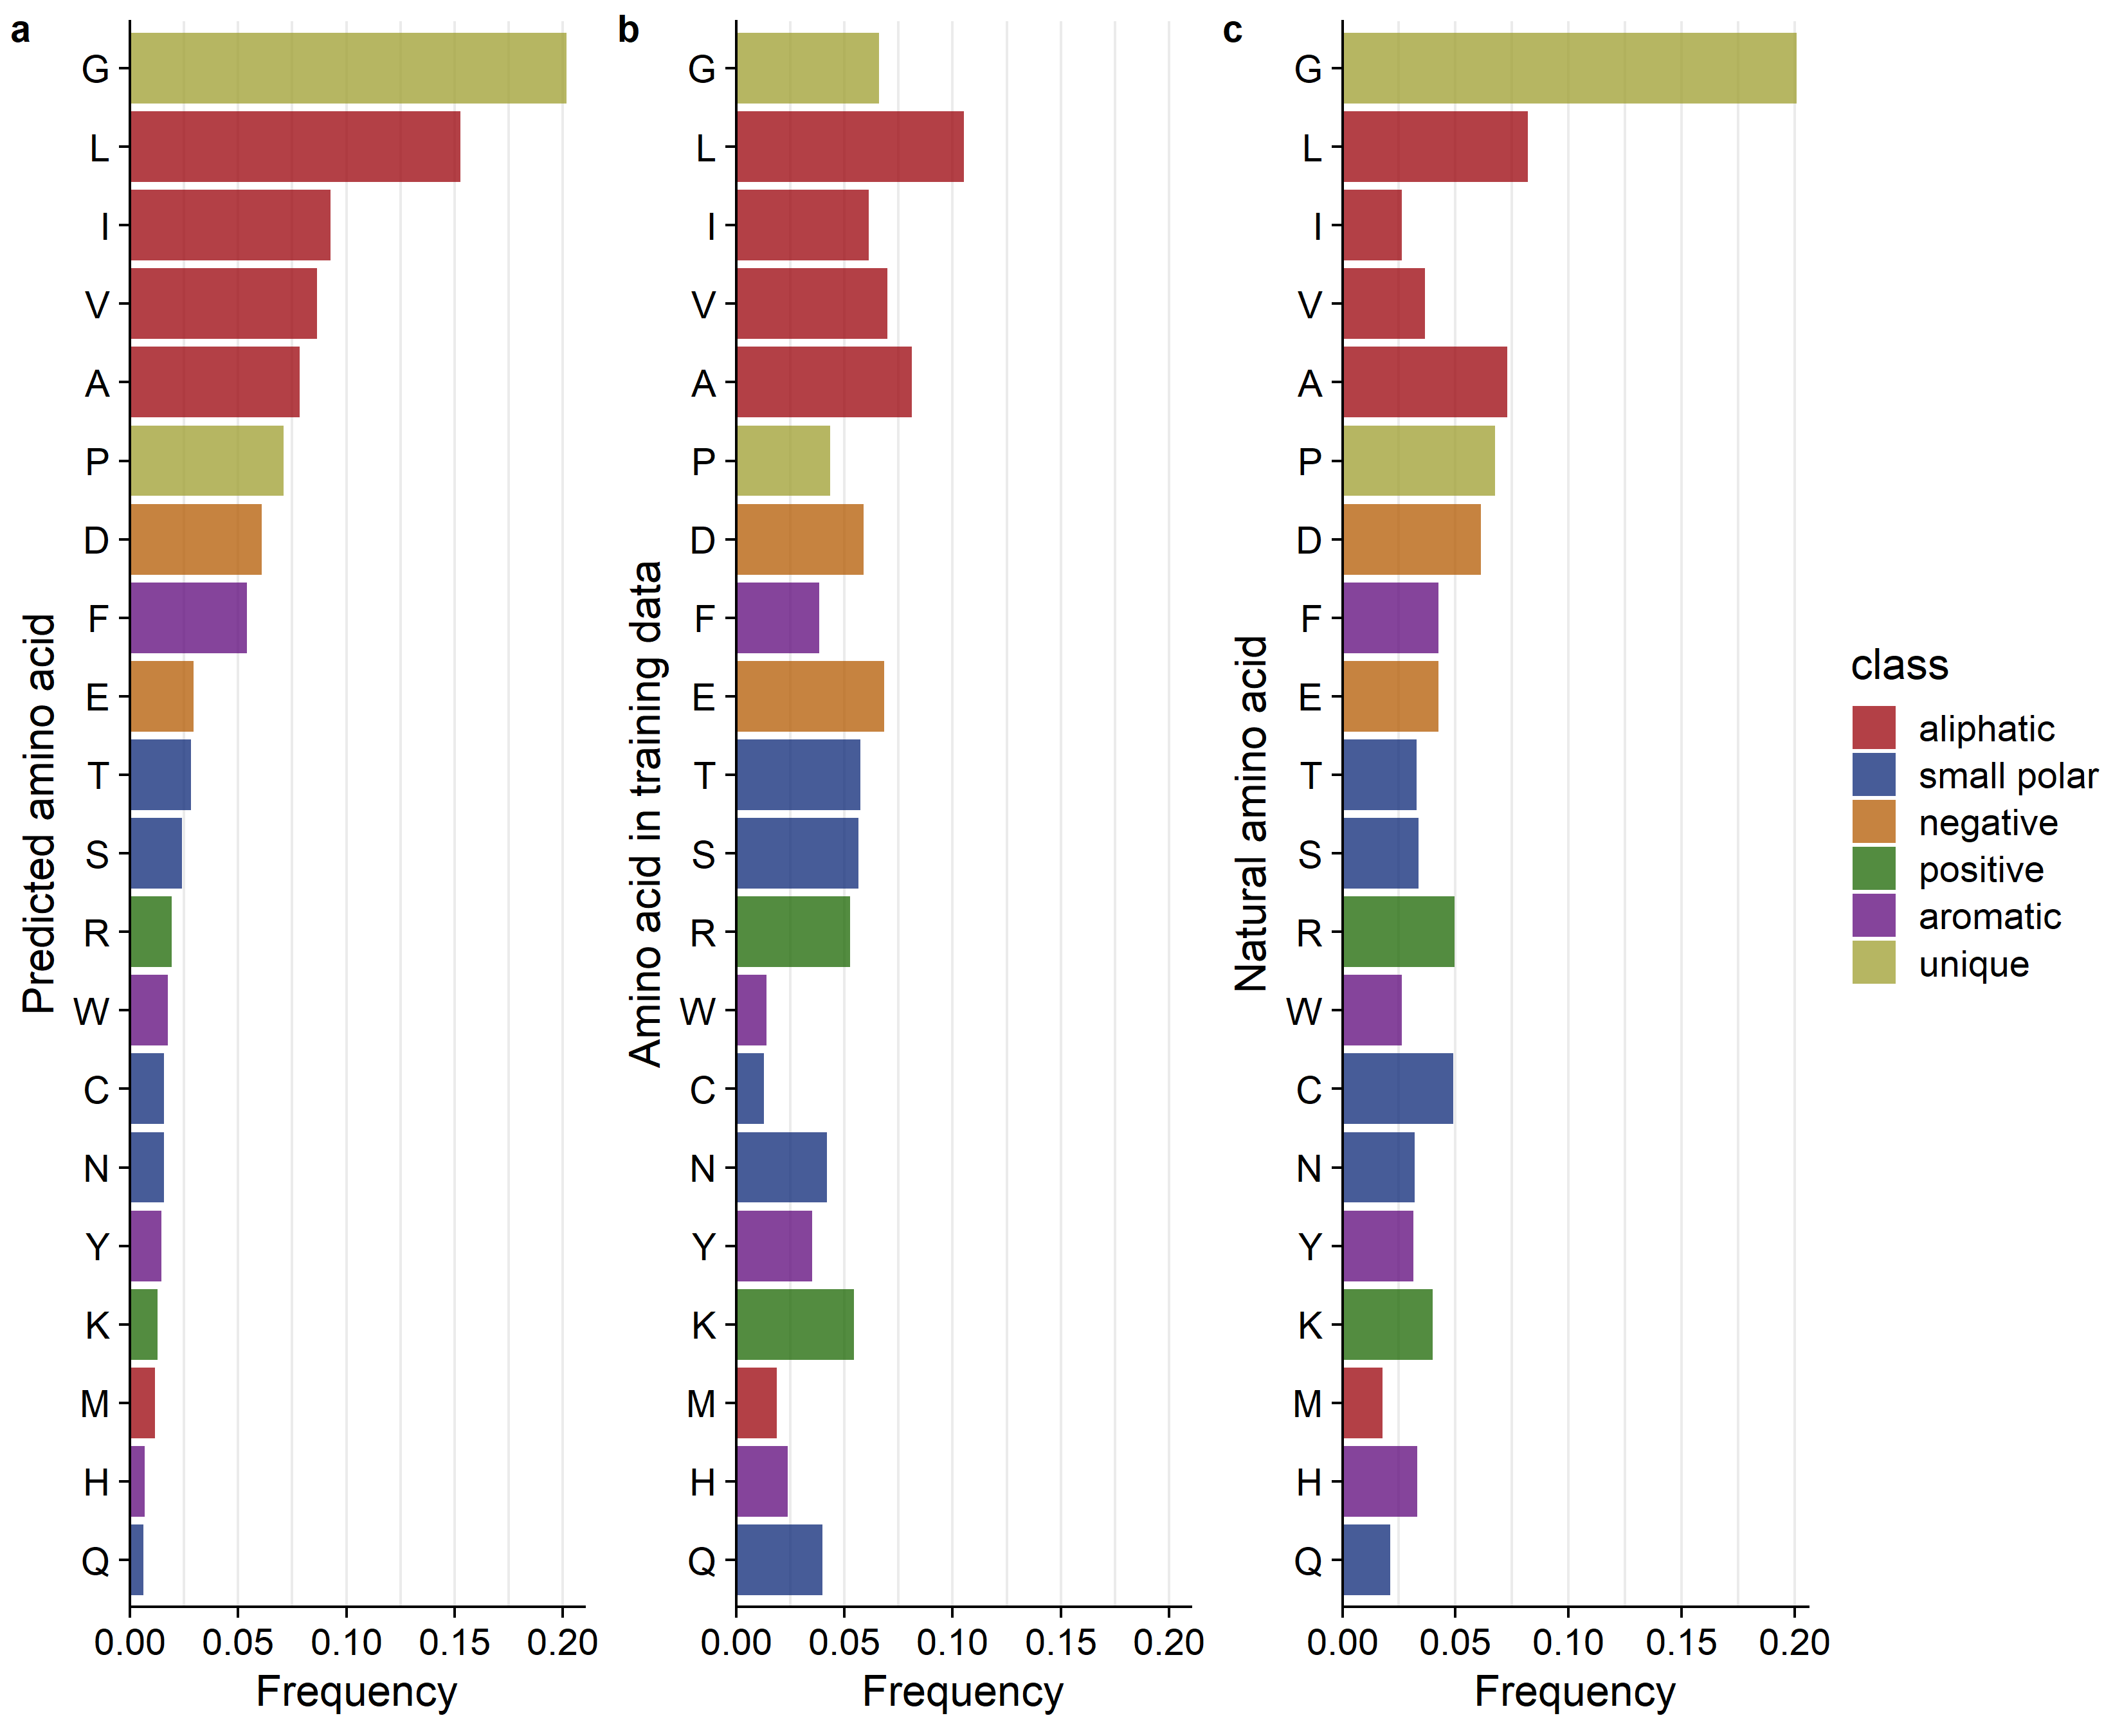 a
Predicted amino acid
G
L
I
V
A
P
D
F
E
T
S
R
W
C
N
Y
K
M
H
Q
0.00 0.05 0.10 0.15 0.20
Frequency
b
Amino acid in training data
G
L
I
V
A
P
D
F
E
T
S
R
W
C
N
Y
K
M
H
Q
0.00 0.05 0.10 0.15 0.20
Frequency
c
Natural amino acid
G
L
I
V
A
P
D
F
E
T
S
R
W
C
N
Y
K
M
H
Q
0.00 0.05 0.10 0.15 0.20
Frequency
class
aliphatic
small polar
negative
positive
aromatic
unique